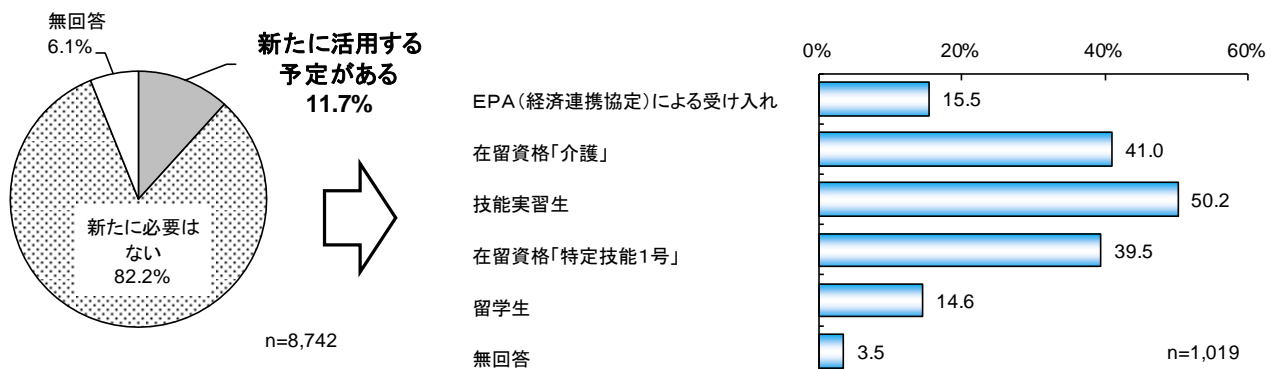 無回答
6.1%
新たに活用する
予定がある
11.7%
新たに必要は
ない
82.2%
n=8,742
0%
20%
40%
60%
EPA(経済連携協定)による受け入れ
15.5
在留資格「介護」
41.0
技能実習生
50.2
在留資格「特定技能1号」
39.5
留学生
14.6
無回答
3.5
n=1,019